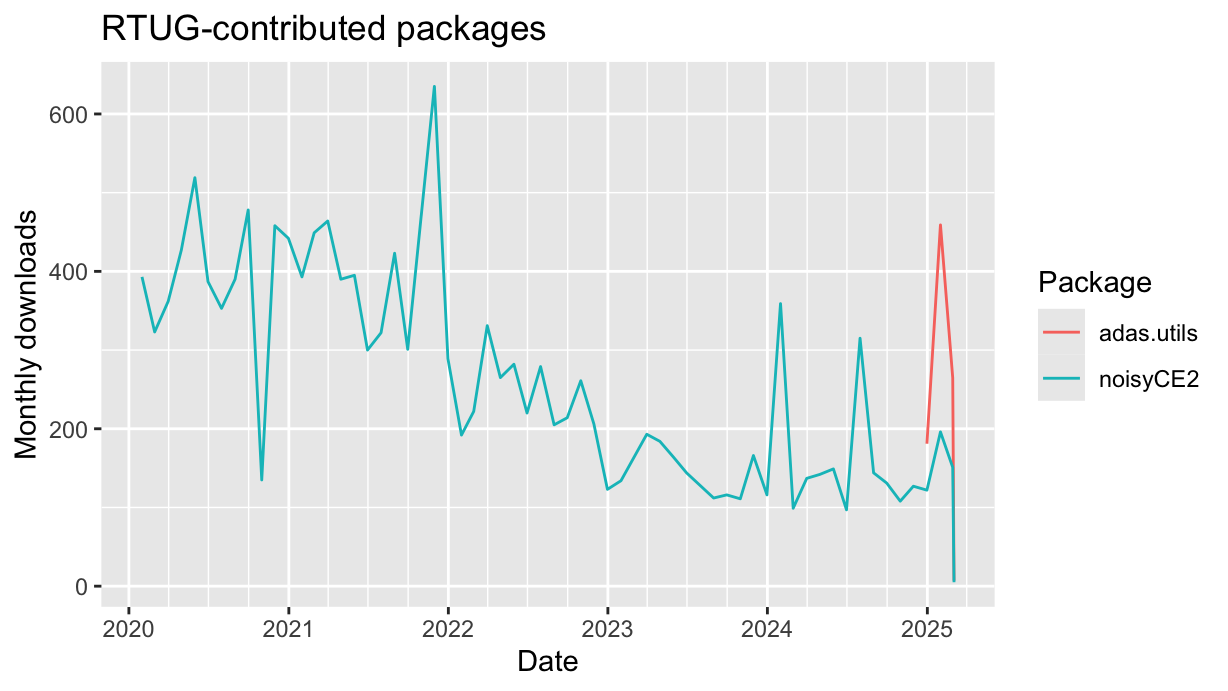 RTUG-contributed packages
Monthly downloads
600
400
200
0
2020 2021 2022 2023 2024 2025
Date
Package
adas.utils
noisyCE2